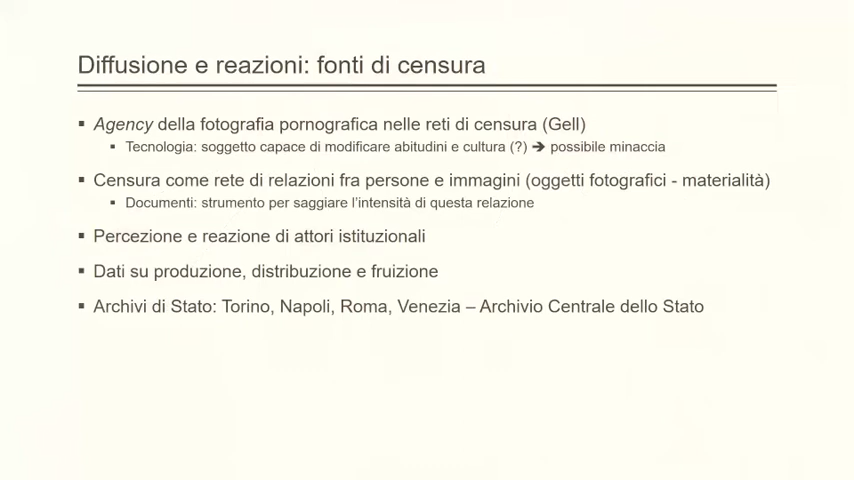 Diffusione e reazioni: fonti di censura
▪ Agency della fotografia pornografica nelle reti di censura (Gell)
▪ Tecnologia: soggetto capace di modificare abitudini e cultura (?) ➔ possibile minaccia
▪ Censura come rete di relazioni fra persone e immagini (oggetti fotografici - materialità)
▪ Documenti: strumento per saggiare l’intensità di questa relazione
▪ Percezione e reazione di attori istituzionali
▪ Dati su produzione, distribuzione e fruizione
▪ Archivi di Stato: Torino, Napoli, Roma, Venezia – Archivio Centrale dello Stato